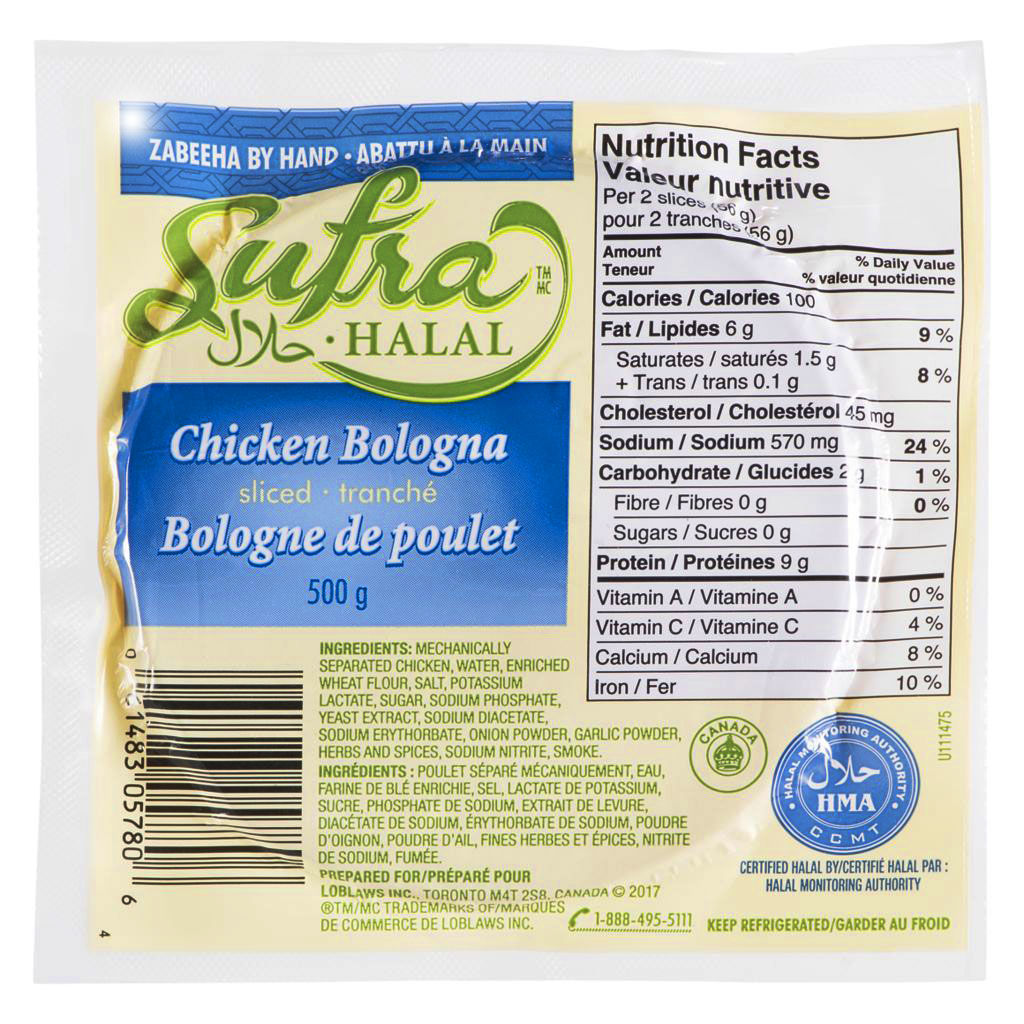 ZABEEHA BY HAND • ABATTU À LA MAIN
Sufra
TM
MC
حلال • HALAL
Chicken Bologna
sliced · tranché
Bologne de poulet
500 g
Nutrition Facts
Valeur nutritive
Per 2 slices (56 g)
pour 2 tranches (56 g)
Amount
Teneur
% Daily Value
% valeur quotidienne
Calories / Calories 100
Fat / Lipides 6 g 9 %
Saturates / saturés 1.5 g
+ Trans / trans 0.1 g 8 %
Cholesterol / Cholestérol 45 mg
Sodium / Sodium 570 mg 24 %
Carbohydrate / Glucides 2 g 1 %
Fibre / Fibres 0 g 0 %
Sugars / Sucres 0 g
Protein / Protéines 9 g
Vitamin A / Vitamine A 0 %
Vitamin C / Vitamine C 4 %
Calcium / Calcium 8 %
Iron / Fer 10 %
INGREDIENTS: MECHANICALLY
SEPARATED CHICKEN, WATER, ENRICHED
WHEAT FLOUR, SALT, POTASSIUM
LACTATE, SUGAR, SODIUM PHOSPHATE,
YEAST EXTRACT, SODIUM DIACETATE,
SODIUM ERYTHORBATE, ONION POWDER, GARLIC POWDER,
HERBS AND SPICES, SODIUM NITRITE, SMOKE.
INGRÉDIENTS : POULET SÉPARÉ MÉCANIQUEMENT, EAU,
FARINE DE BLÉ ENRICHIE, SEL, LACTATE DE POTASSIUM,
SUCRE, PHOSPHATE DE SODIUM, EXTRAIT DE LEVURE,
DIACÉTATE DE SODIUM, ÉRYTHORBATE DE SODIUM, POUDRE
D'OIGNON, POUDRE D'AIL, FINES HERBES ET ÉPICES, NITRITE
DE SODIUM, FUMÉE.
PREPARED FOR/PRÉPARÉ POUR
LOBLAWS INC., TORONTO M4T 2S8, CANADA © 2017
®TM/MC TRADEMARKS OF/MARQUES
DE COMMERCE DE LOBLAWS INC.
1-888-495-5111
KEEP REFRIGERATED/GARDER AU FROID
CANADA
HALAL MONITORING AUTHORITY
حلال
HMA
CCMT
CERTIFIED HALAL BY/CERTIFIÉ HALAL PAR :
HALAL MONITORING AUTHORITY
U111475
0 61483 05780 6
4